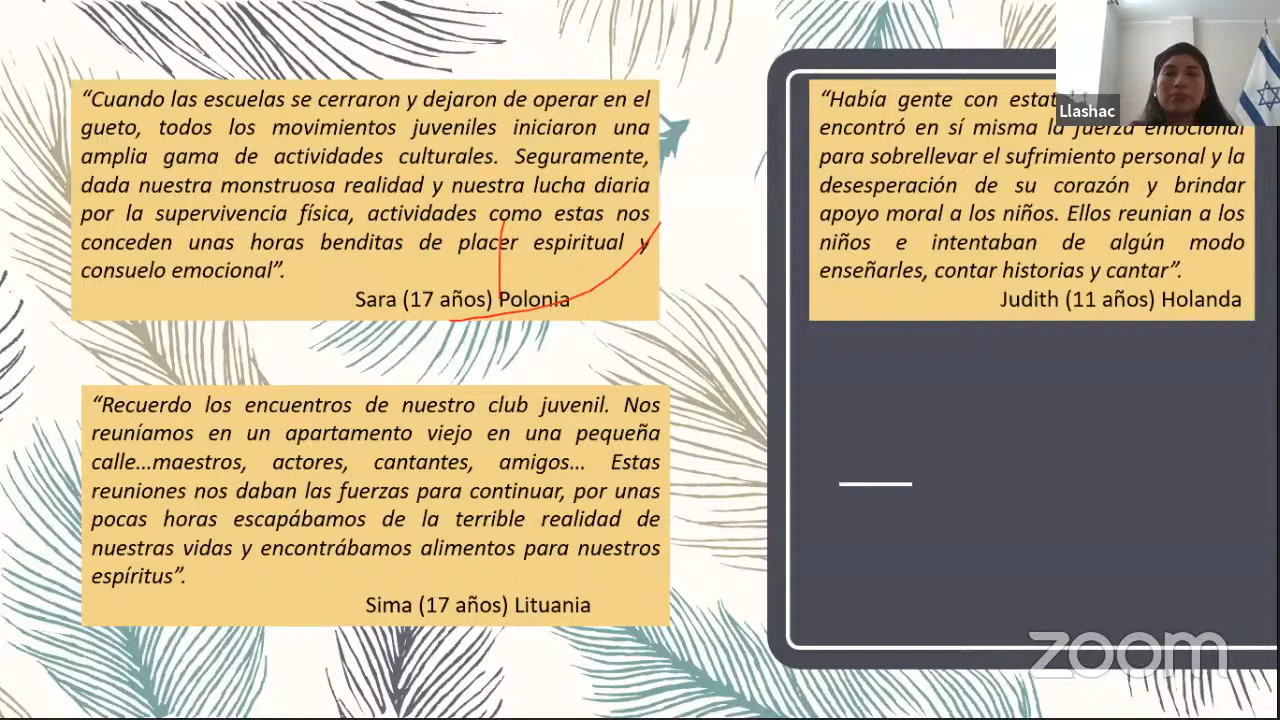 “Cuando las escuelas se cerraron y dejaron de operar en el
gueto, todos los movimientos juveniles iniciaron una
amplia gama de actividades culturales. Seguramente,
dada nuestra monstruosa realidad y nuestra lucha diaria
por la supervivencia física, actividades como estas nos
conceden unas horas benditas de placer espiritual y
consuelo emocional”.
Sara (17 años) Polonia
“Recuerdo los encuentros de nuestro club juvenil. Nos
reuníamos en un apartamento viejo en una pequeña
calle...maestros, actores, cantantes, amigos... Estas
reuniones nos daban las fuerzas para continuar, por unas
pocas horas escapábamos de la terrible realidad de
nuestras vidas y encontrábamos alimentos para nuestros
espíritus”.
Sima (17 años) Lituania
“Había gente con
encontró en sí misma la fuerza emocional
para sobrellevar el sufrimiento personal y la
desesperación de su corazón y brindar
apoyo moral a los niños. Ellos reunian a los
niños e intentaban de algún modo
enseñarles, contar historias y cantar”.
Judith (11 años) Holanda
Llashac
zoom